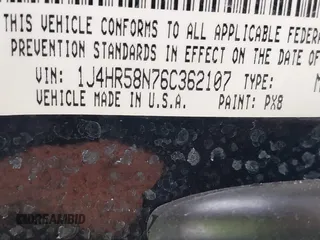 THIS VEHICLE CONFORMS TO ALL APPLICABLE FEDERA
PREVENTION STANDARDS IN EFFECT ON THE DATE OF
VIN: 1J4HR58N76C362107 TYPE: M
VEHICLE MADE IN U.S.A. PAINT: PX8
DREAMBID